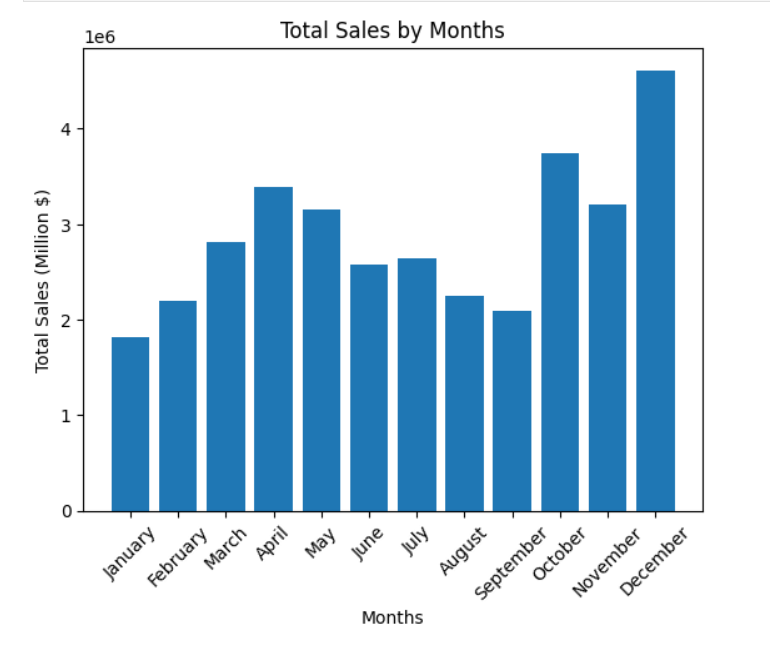 Total Sales by Months
1e6
Total Sales (Million $)
4
3
2
1
0
January February March April May June July August September October November December
Months